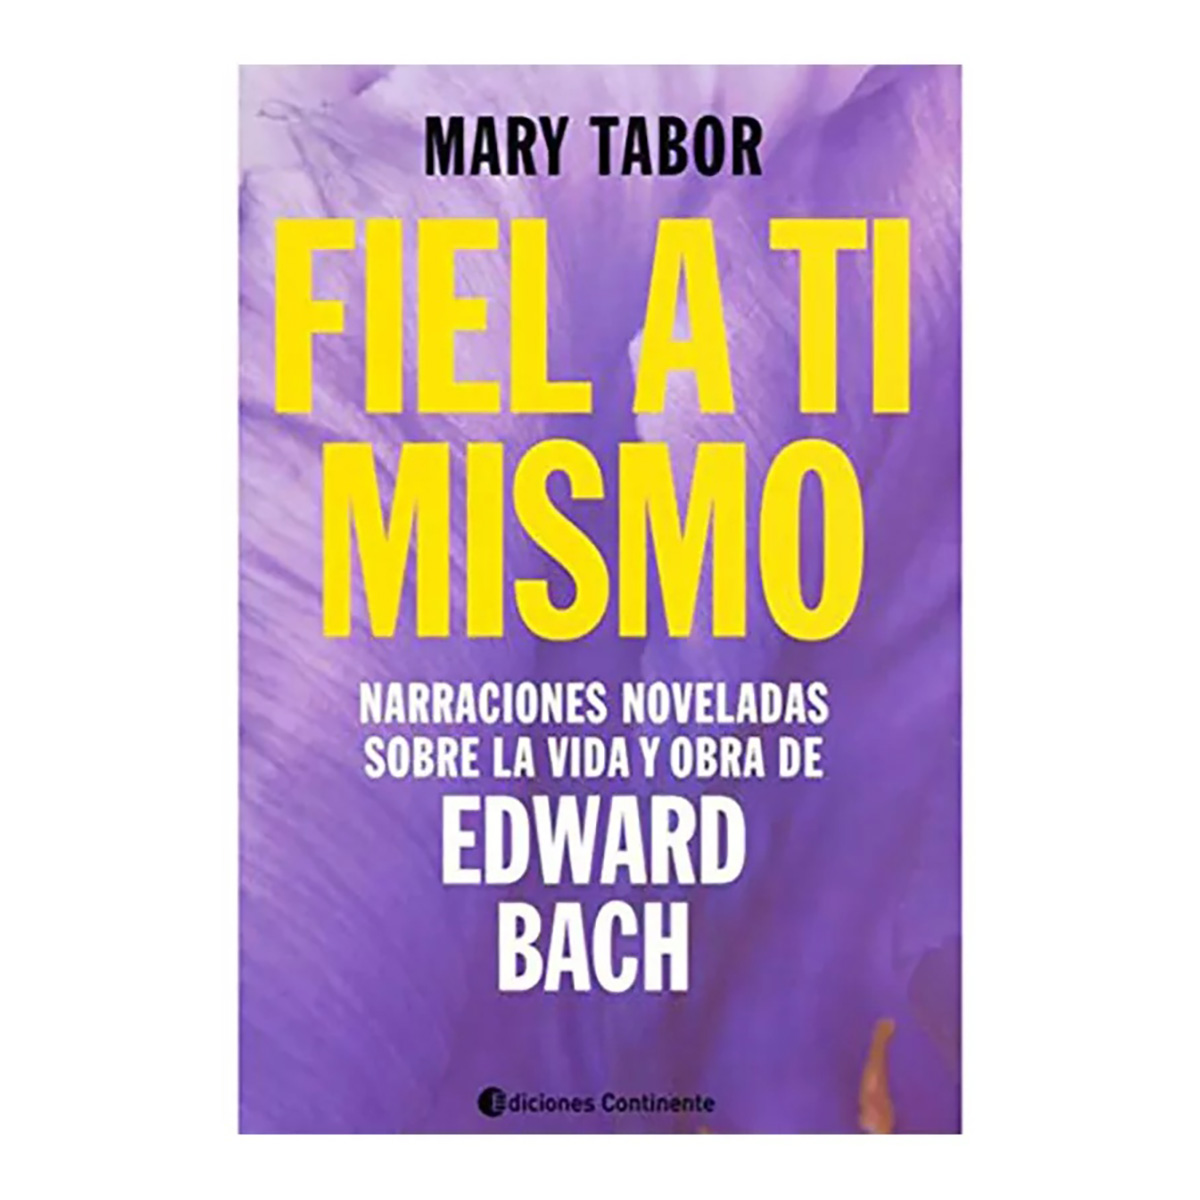 MARY TABOR
FIEL A TI
MISMO
NARRACIONES NOVELADAS
SOBRE LA VIDA Y OBRA DE
EDWARD
BACH
Ediciones Continente